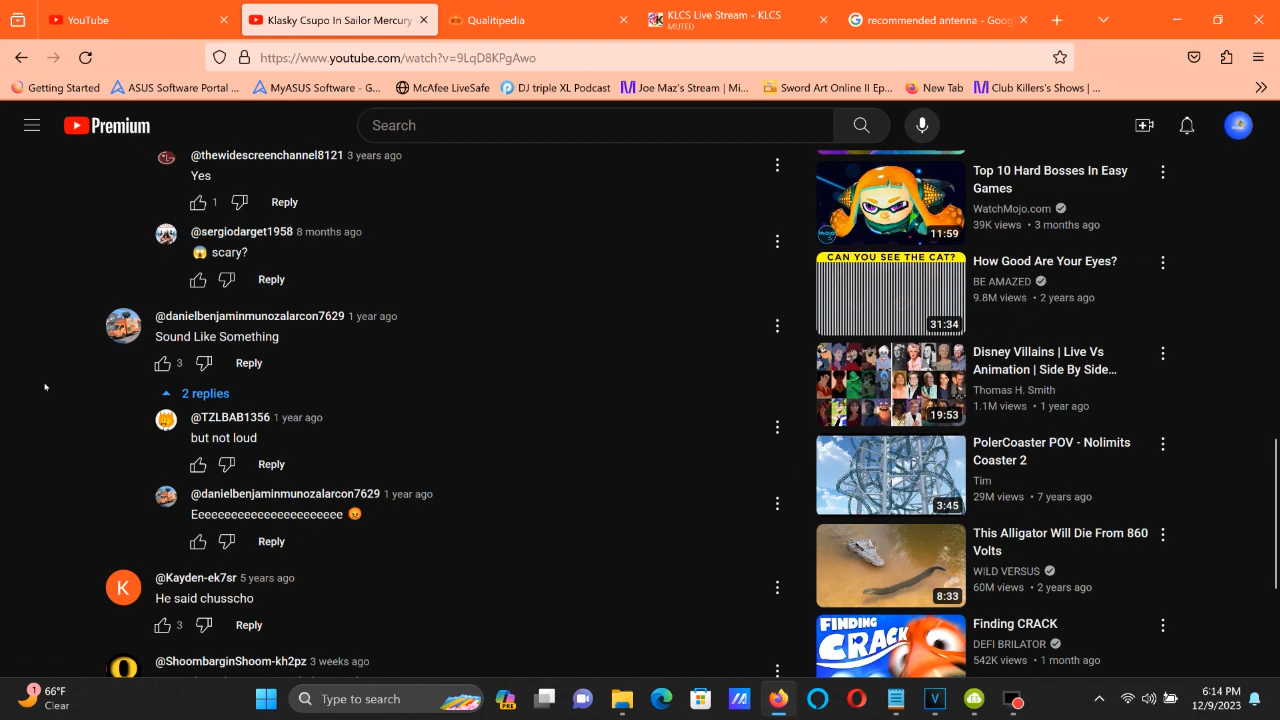 YouTube
Klasky Csupo In Sailor Mercury
Qualitipedia
KLCS Live Stream - KLCS
MUTED
recommended antenna - Goog
https://www.youtube.com/watch?v=9LqD8KPgAwo
Getting Started
ASUS Software Portal ...
MyASUS Software - G...
McAfee LiveSafe
DJ triple XL Podcast
Joe Maz's Stream | Mi...
Sword Art Online II Ep...
New Tab
Club Killers's Shows | ...
Premium
Search
@thewidescreenchannel8121 3 years ago
Yes
1 Reply
@sergiodarget1958 8 months ago
😱 scary?
Reply
@danielbenjaminmunozalarcon7629 1 year ago
Sound Like Something
3 Reply
2 replies
@TZLBAB1356 1 year ago
but not loud
Reply
@danielbenjaminmunozalarcon7629 1 year ago
Eeeeeeeeeeeeeeeeeeeeeee 😡
Reply
K
@Kayden-ek7sr 5 years ago
He said chusscho
3 Reply
@ShoombarginShoom-kh2pz 3 weeks ago
11:59
Top 10 Hard Bosses In Easy
Games
WatchMojo.com
39K views • 3 months ago
CAN YOU SEE THE CAT?
31:34
How Good Are Your Eyes?
BE AMAZED
9.8M views • 2 years ago
19:53
Disney Villains | Live Vs
Animation | Side By Side...
Thomas H. Smith
1.1M views • 1 year ago
3:45
PolerCoaster POV - Nolimits
Coaster 2
Tim
29M views • 7 years ago
8:33
This Alligator Will Die From 860
Volts
WILD VERSUS
60M views • 2 years ago
FINDING
CRACK
Finding CRACK
DEFI BRILATOR
542K views • 1 month ago
1
66°F
Clear
Type to search
PRE
6:14 PM
12/9/2023